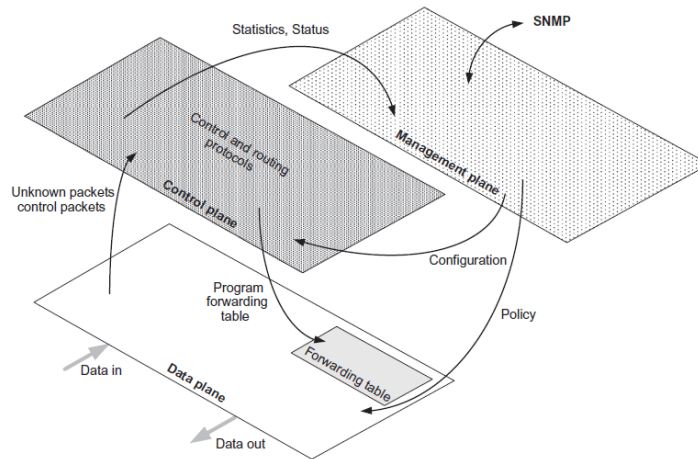 Statistics, Status
SNMP
Control and routing
protocols
Control plane
Management plane
Unknown packets
control packets
Configuration
Program
forwarding
table
Policy
Forwarding table
Data in
Data plane
Data out